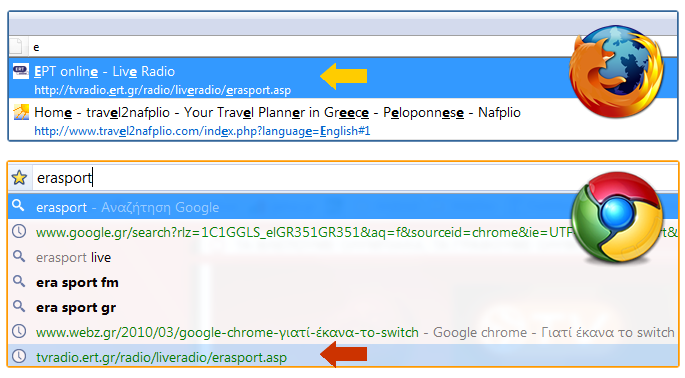 e
EPT online - Live Radio
http://tvradio.ert.gr/radio/liveradio/erasport.asp
Home - travel2nafplio - Your Travel Planner in Greece - Peloponnese - Nafplio
http://www.travel2nafplio.com/index.php?language=English#1
erasport
erasport - Αναζήτηση Google
www.google.gr/search?rlz=1C1GGLS_elGR351GR351&aq=f&sourceid=chrome&ie=UTF
erasport live
era sport fm
era sport gr
www.webz.gr/2010/03/google-chrome-γιατί-έκανα-το-switch - Google chrome - Γιατί έκανα το switch
tvradio.ert.gr/radio/liveradio/erasport.asp